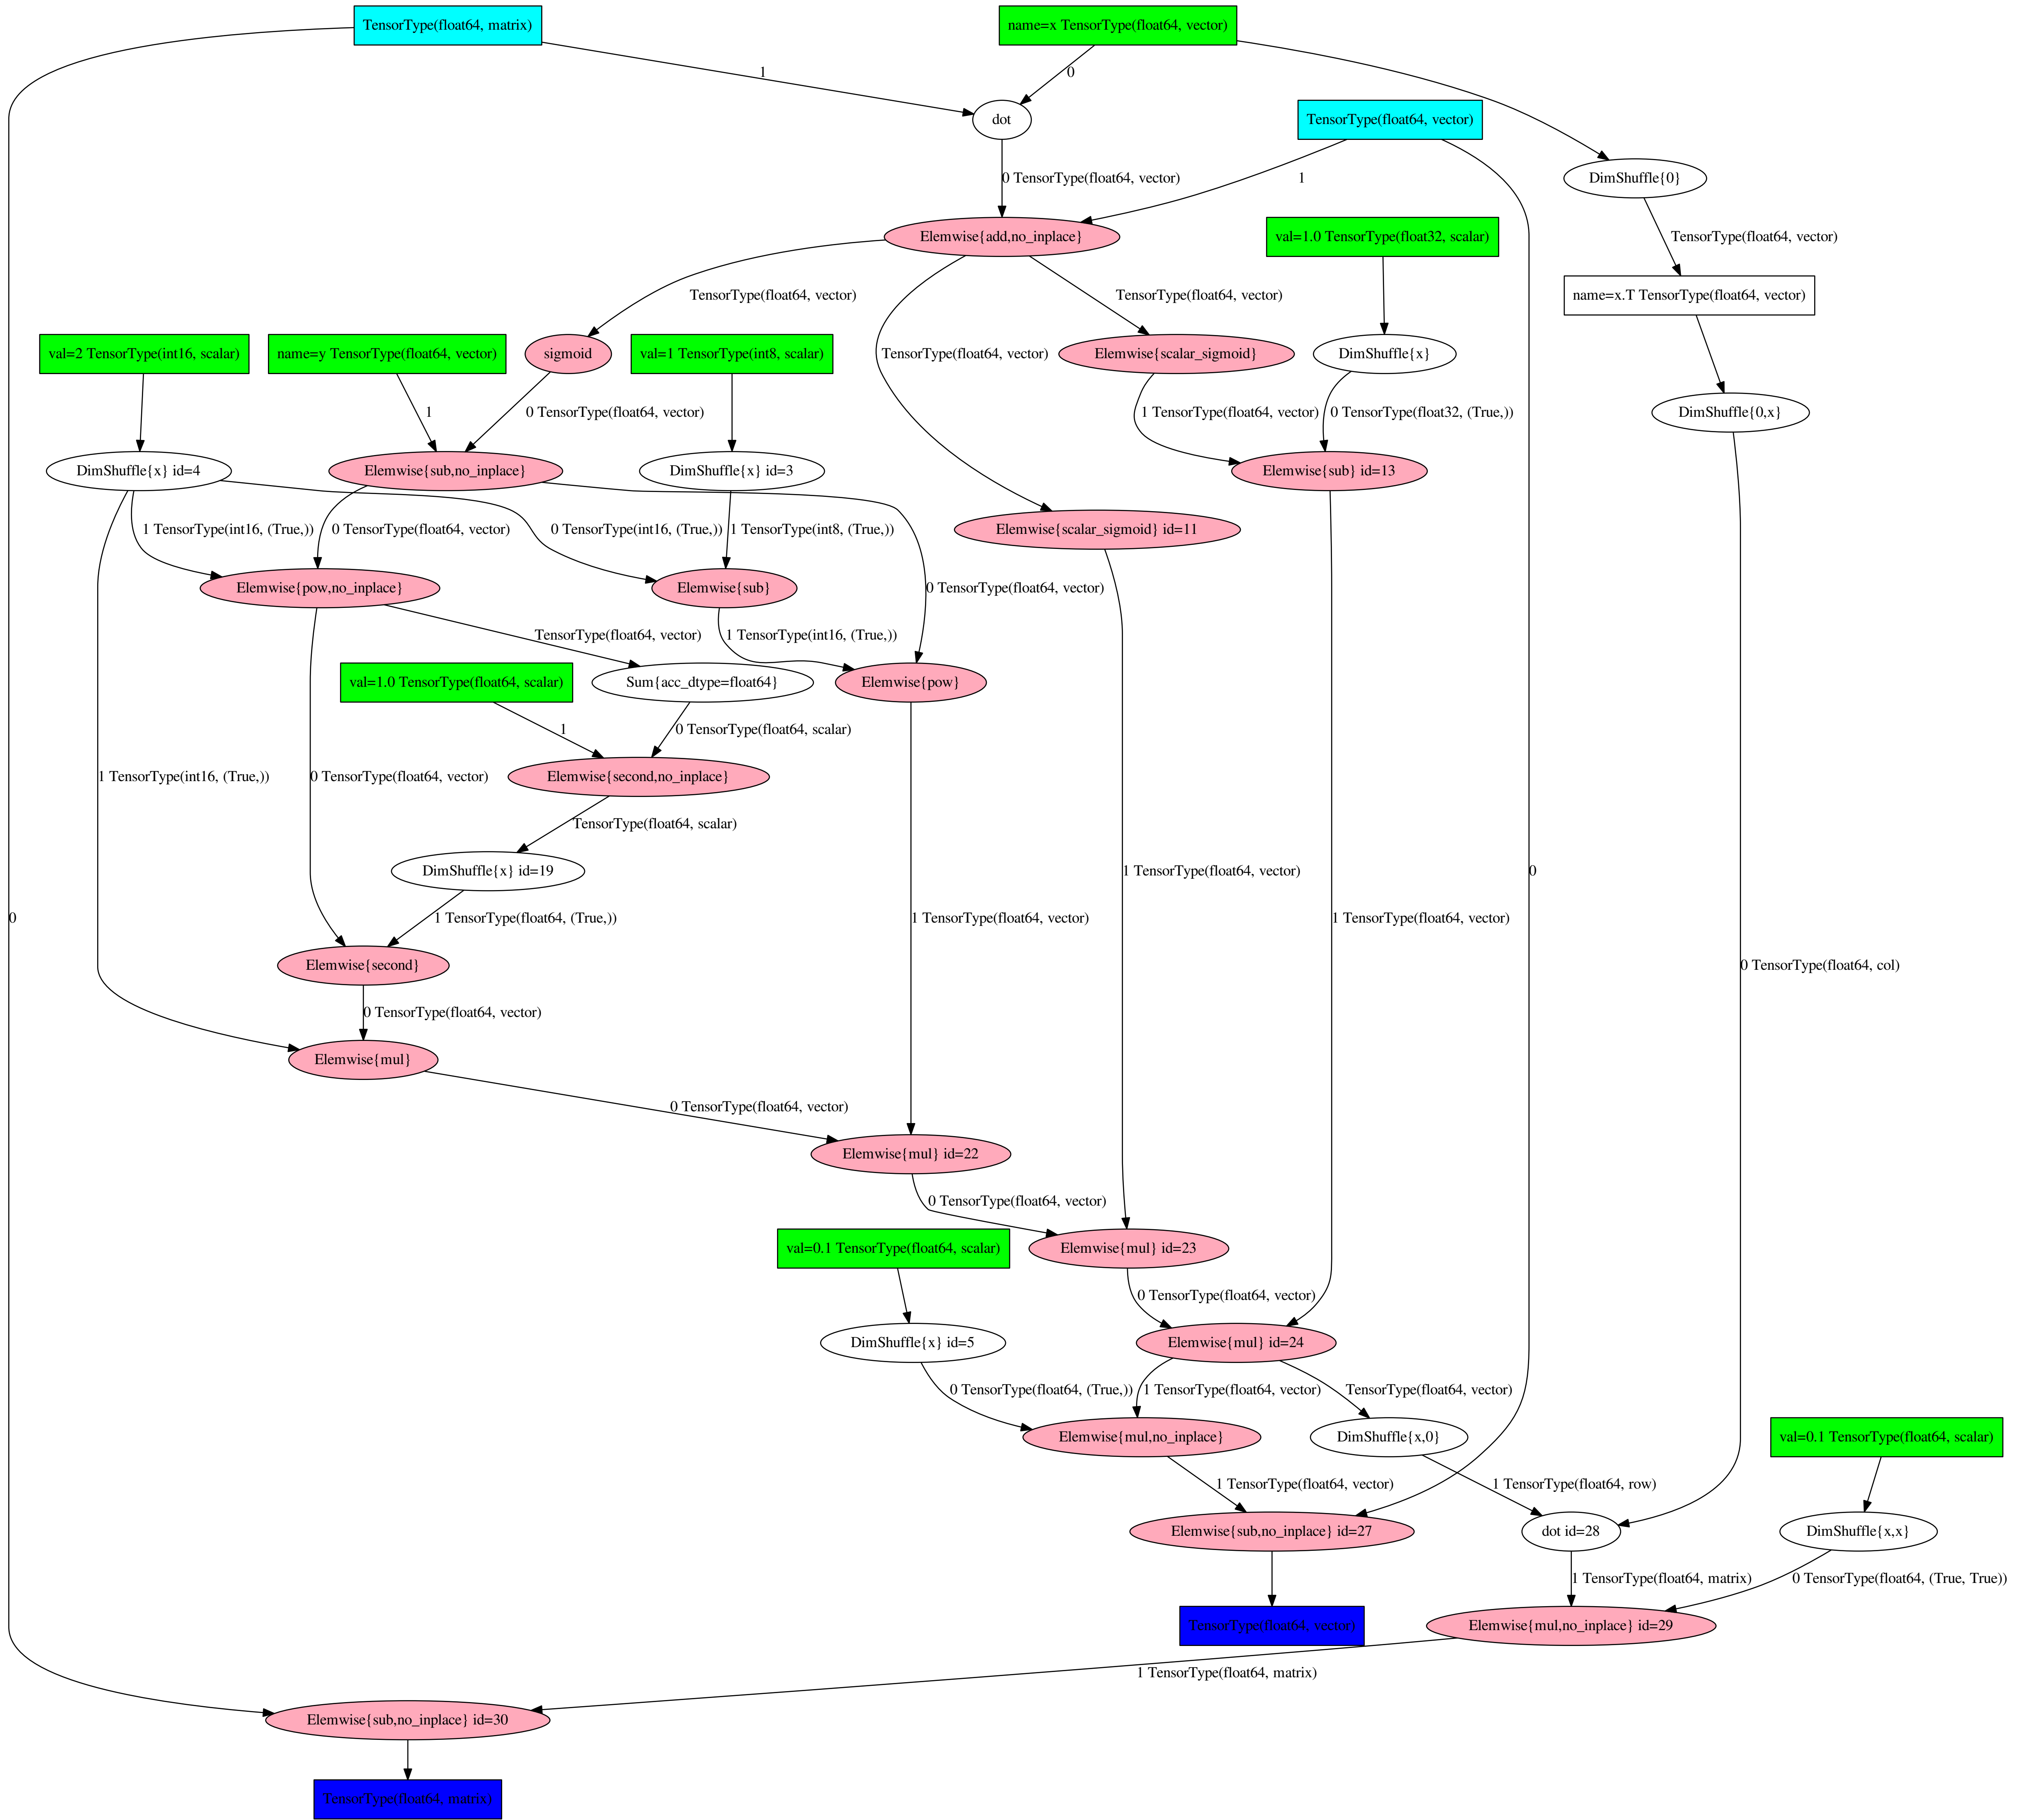 TensorType(float64, matrix)
name=x TensorType(float64, vector)
1
0
dot
TensorType(float64, vector)
0 TensorType(float64, vector)
1
DimShuffle{0}
Elemwise{add,no_inplace}
val=1.0 TensorType(float32, scalar)
TensorType(float64, vector)
TensorType(float64, vector)
TensorType(float64, vector)
name=x.T TensorType(float64, vector)
val=2 TensorType(int16, scalar)
name=y TensorType(float64, vector)
sigmoid
val=1 TensorType(int8, scalar)
TensorType(float64, vector)
Elemwise{scalar_sigmoid}
DimShuffle{x}
1
0 TensorType(float64, vector)
1 TensorType(float64, vector)
0 TensorType(float32, (True,))
DimShuffle{0,x}
DimShuffle{x} id=4
Elemwise{sub,no_inplace}
DimShuffle{x} id=3
Elemwise{sub} id=13
1 TensorType(int16, (True,))
0 TensorType(float64, vector)
0 TensorType(int16, (True,))
1 TensorType(int8, (True,))
Elemwise{scalar_sigmoid} id=11
Elemwise{pow,no_inplace}
Elemwise{sub}
0 TensorType(float64, vector)
TensorType(float64, vector)
1 TensorType(int16, (True,))
val=1.0 TensorType(float64, scalar)
Sum{acc_dtype=float64}
Elemwise{pow}
1
0 TensorType(float64, scalar)
1 TensorType(int16, (True,))
0 TensorType(float64, vector)
Elemwise{second,no_inplace}
TensorType(float64, scalar)
DimShuffle{x} id=19
1 TensorType(float64, vector)
0
0
1 TensorType(float64, (True,))
1 TensorType(float64, vector)
1 TensorType(float64, vector)
Elemwise{second}
0 TensorType(float64, col)
0 TensorType(float64, vector)
Elemwise{mul}
0 TensorType(float64, vector)
Elemwise{mul} id=22
0 TensorType(float64, vector)
val=0.1 TensorType(float64, scalar)
Elemwise{mul} id=23
0 TensorType(float64, vector)
DimShuffle{x} id=5
Elemwise{mul} id=24
0 TensorType(float64, (True,))
1 TensorType(float64, vector)
TensorType(float64, vector)
Elemwise{mul,no_inplace}
DimShuffle{x,0}
val=0.1 TensorType(float64, scalar)
1 TensorType(float64, vector)
1 TensorType(float64, row)
Elemwise{sub,no_inplace} id=27
dot id=28
DimShuffle{x,x}
1 TensorType(float64, matrix)
0 TensorType(float64, (True, True))
TensorType(float64, vector)
Elemwise{mul,no_inplace} id=29
1 TensorType(float64, matrix)
Elemwise{sub,no_inplace} id=30
TensorType(float64, matrix)